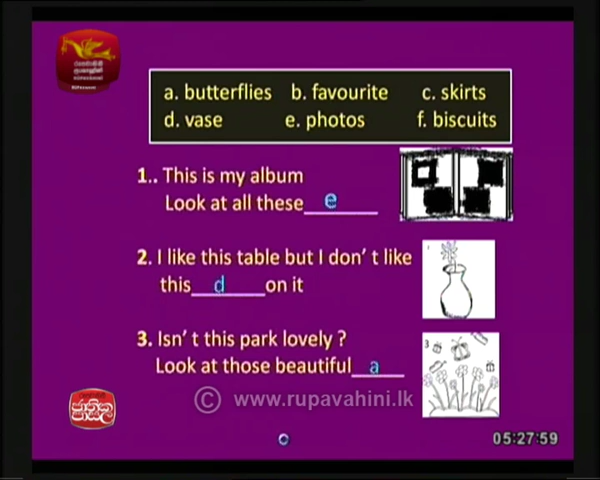 a. butterflies b. favourite c. skirts
d. vase e. photos f. biscuits
1.. This is my album
Look at all these e
2. I like this table but I don' t like
this d on it
3. Isn' t this park lovely ?
Look at those beautiful a
3
© www.rupavahini.lk
ජාතික
පාසල
05:27:59